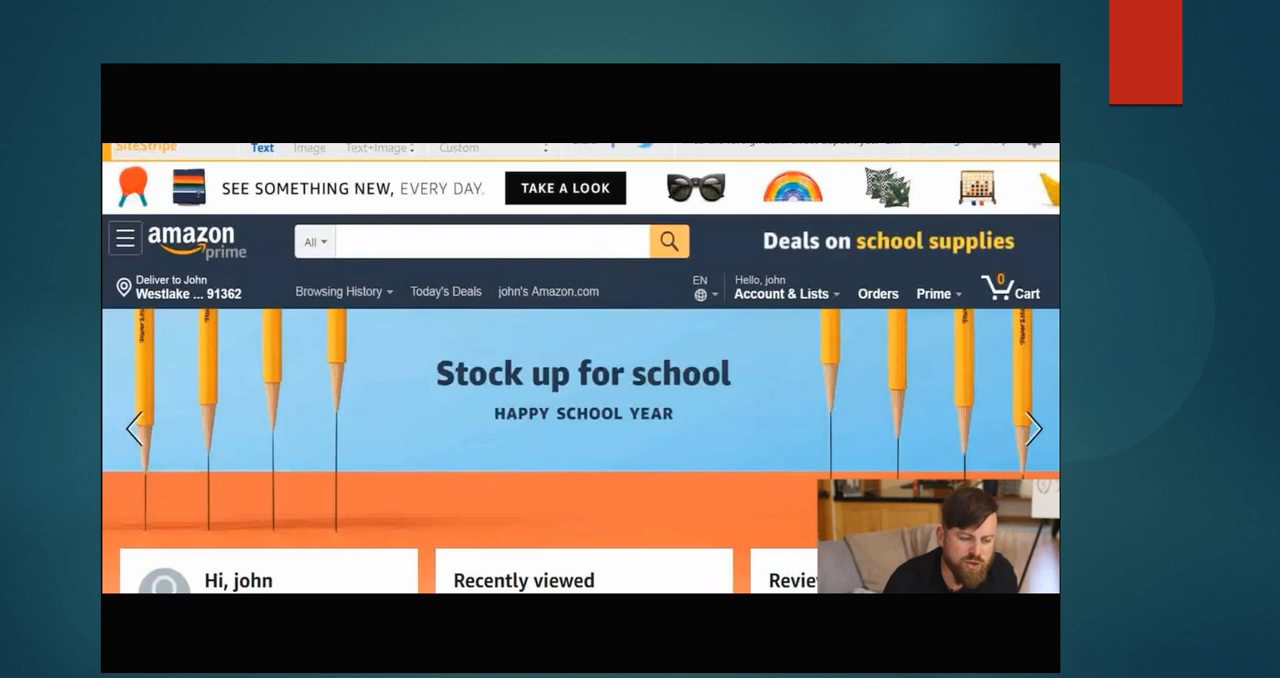 SiteStripe
Text Image Text+Image Custom
SEE SOMETHING NEW, EVERY DAY. TAKE A LOOK
amazon
prime
All
Deals on school supplies
Deliver to John
Westlake ... 91362
Browsing History Today's Deals john's Amazon.com
EN
Hello, john
Account & Lists Orders Prime
0
Cart
Stock up for school
HAPPY SCHOOL YEAR
Hi, john
Recently viewed
Revie